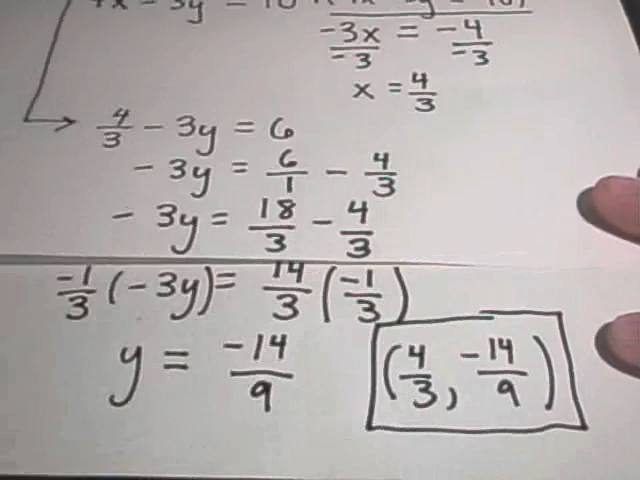 -3x/-3 = -4/-3
x = 4/3
4/3 - 3y = 6
- 3y = 6/1 - 4/3
- 3y = 18/3 - 4/3
-1/3 (-3y) = 14/3 (-1/3)
y = -14/9
(4/3, -14/9)